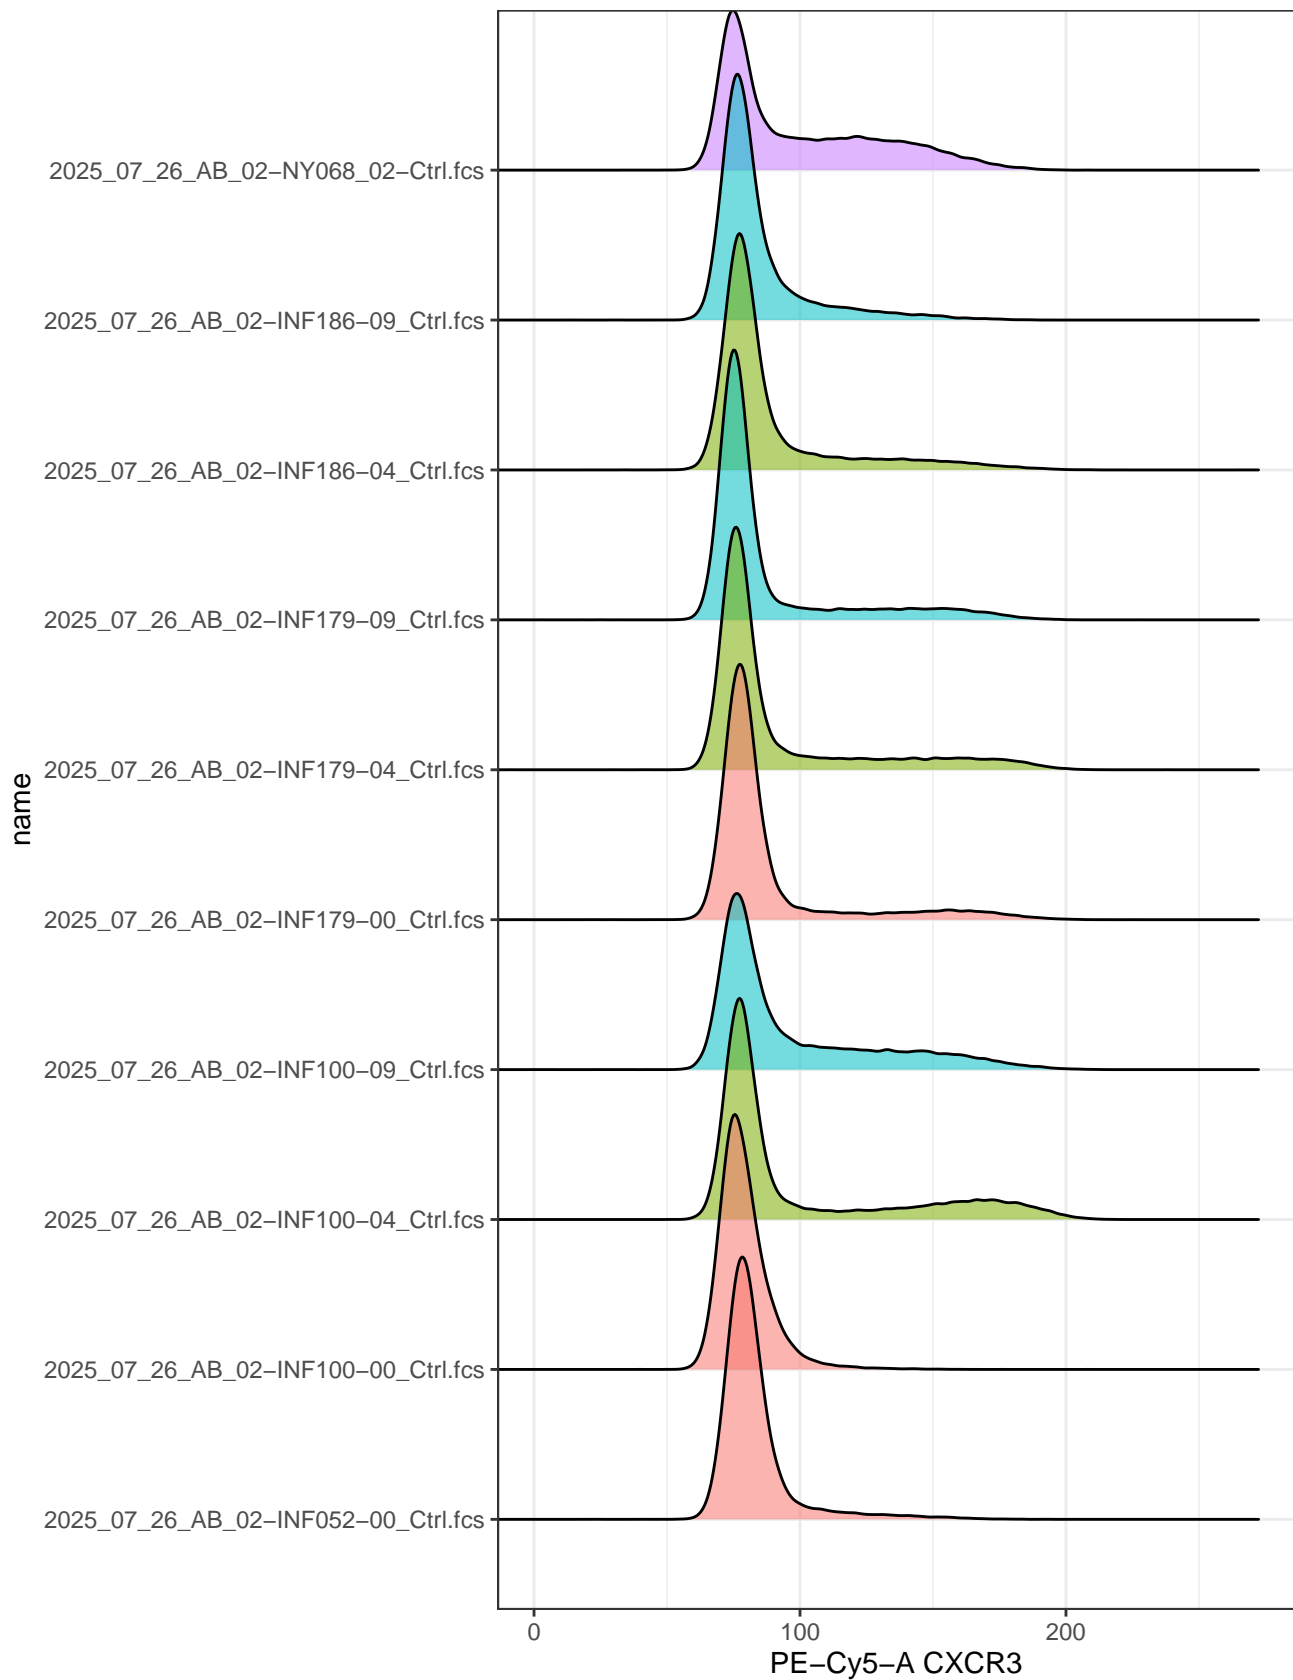 2025_07_26_AB_02−NY068_02−Ctrl.fcs
2025_07_26_AB_02−INF186−09_Ctrl.fcs
2025_07_26_AB_02−INF186−04_Ctrl.fcs
2025_07_26_AB_02−INF179−09_Ctrl.fcs
2025_07_26_AB_02−INF179−04_Ctrl.fcs
name
2025_07_26_AB_02−INF179−00_Ctrl.fcs
2025_07_26_AB_02−INF100−09_Ctrl.fcs
2025_07_26_AB_02−INF100−04_Ctrl.fcs
2025_07_26_AB_02−INF100−00_Ctrl.fcs
2025_07_26_AB_02−INF052−00_Ctrl.fcs
0 100 200
PE−Cy5−A CXCR3